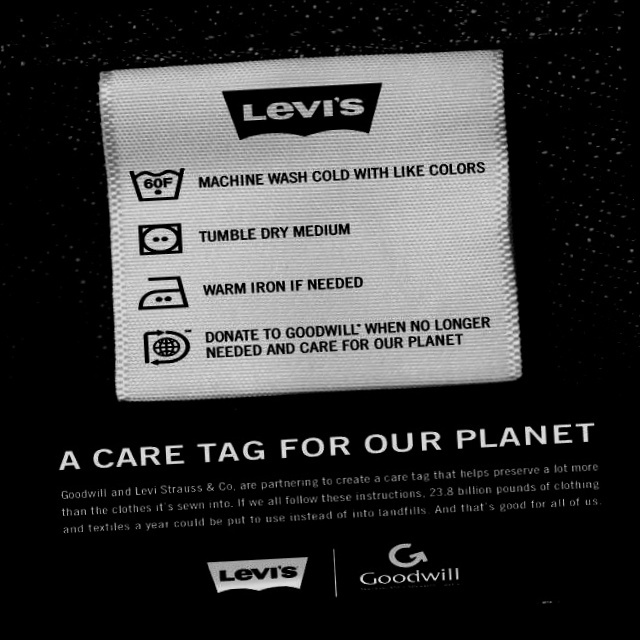 Levi's
60F
MACHINE WASH COLD WITH LIKE COLORS
TUMBLE DRY MEDIUM
WARM IRON IF NEEDED
DONATE TO GOODWILL® WHEN NO LONGER
NEEDED AND CARE FOR OUR PLANET
A CARE TAG FOR OUR PLANET
Goodwill and Levi Strauss & Co. are partnering to create a care tag that helps preserve a lot more
than the clothes it's sewn into. If we all follow these instructions, 23.8 billion pounds of clothing
and textiles a year could be put to use instead of into landfills. And that's good for all of us.
Levi's
Goodwill